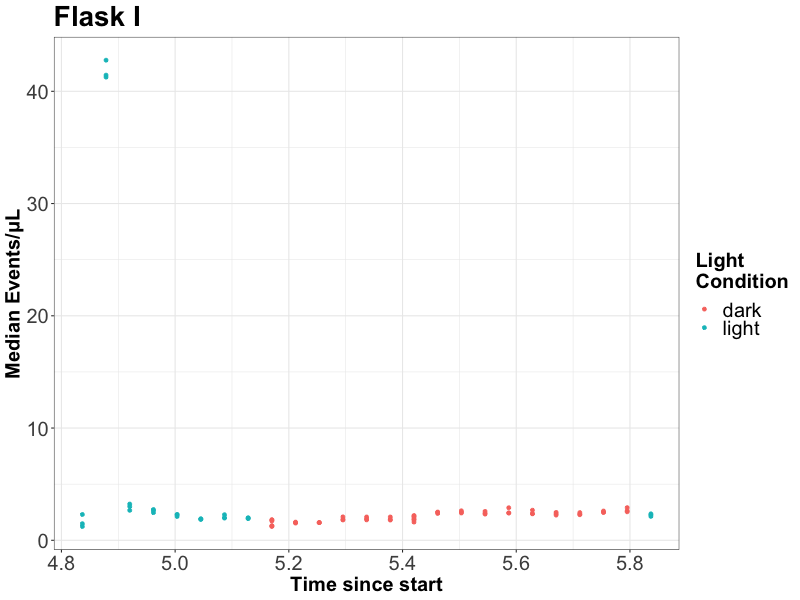 Flask I
Median Events/µL
40
30
20
10
0
4.8 5.0 5.2 5.4 5.6 5.8
Time since start
Light
Condition
dark
light